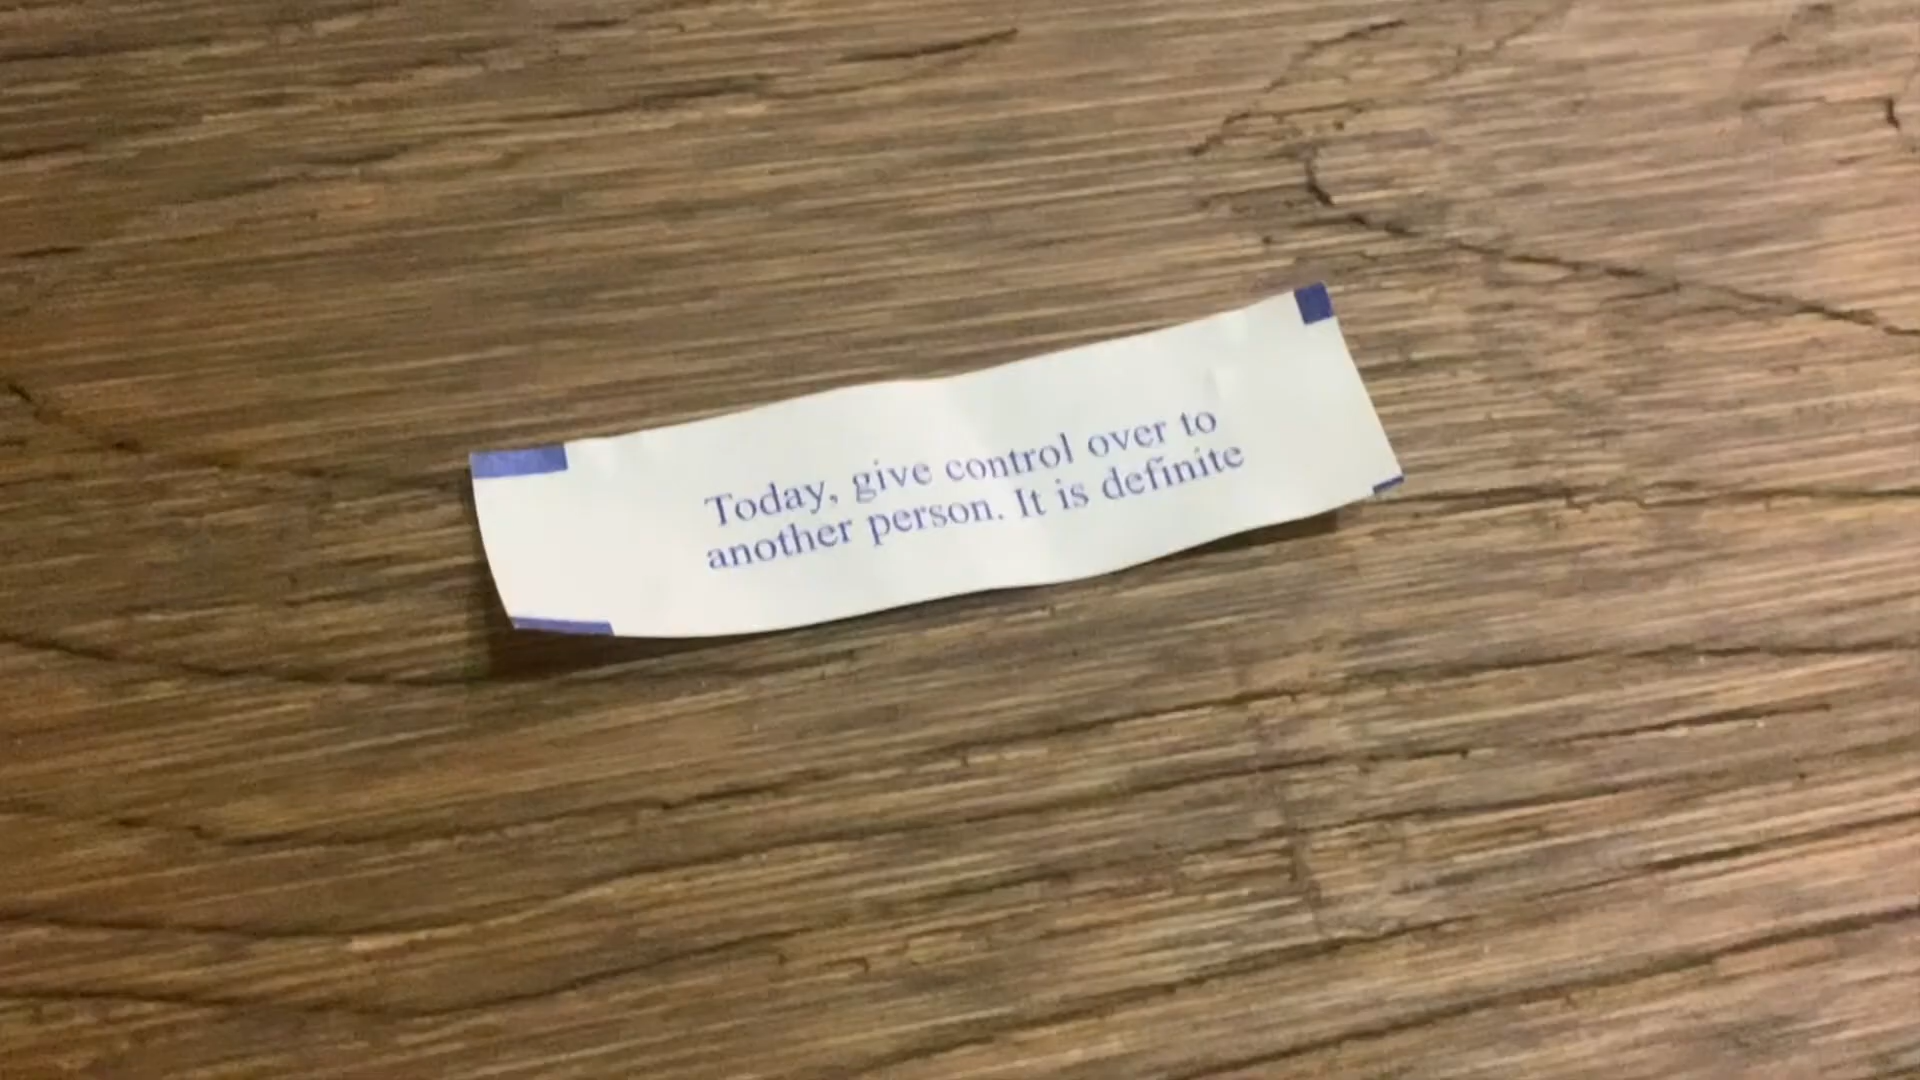 Today, give control over to
another person. It is definite